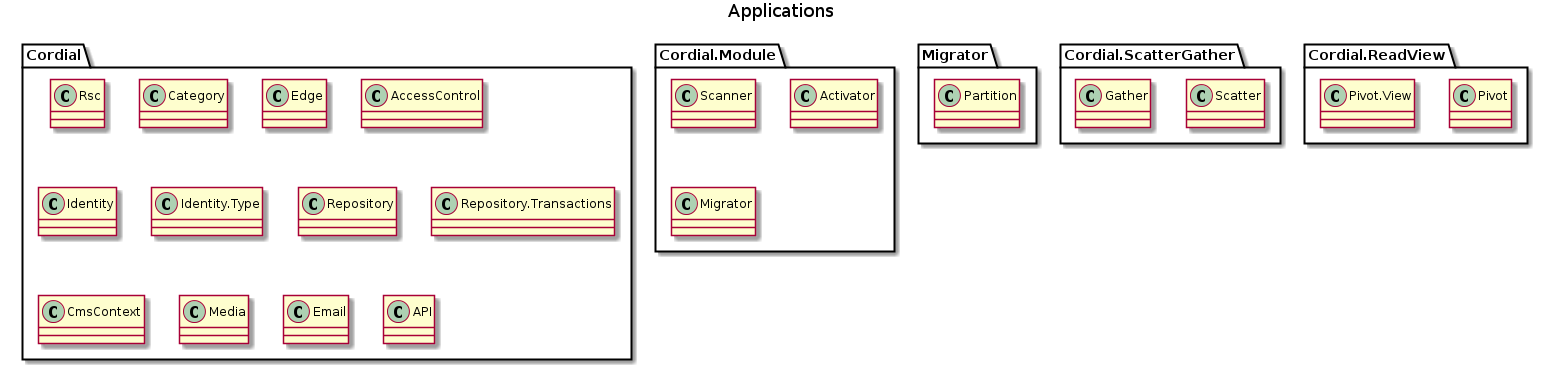 Applications
Cordial
C Rsc
C Category
C Edge
C AccessControl
C Identity
C Identity.Type
C Repository
C Repository.Transactions
C CmsContext
C Media
C Email
C API
Cordial.Module
C Scanner
C Activator
C Migrator
Migrator
C Partition
Cordial.ScatterGather
C Gather
C Scatter
Cordial.ReadView
C Pivot.View
C Pivot